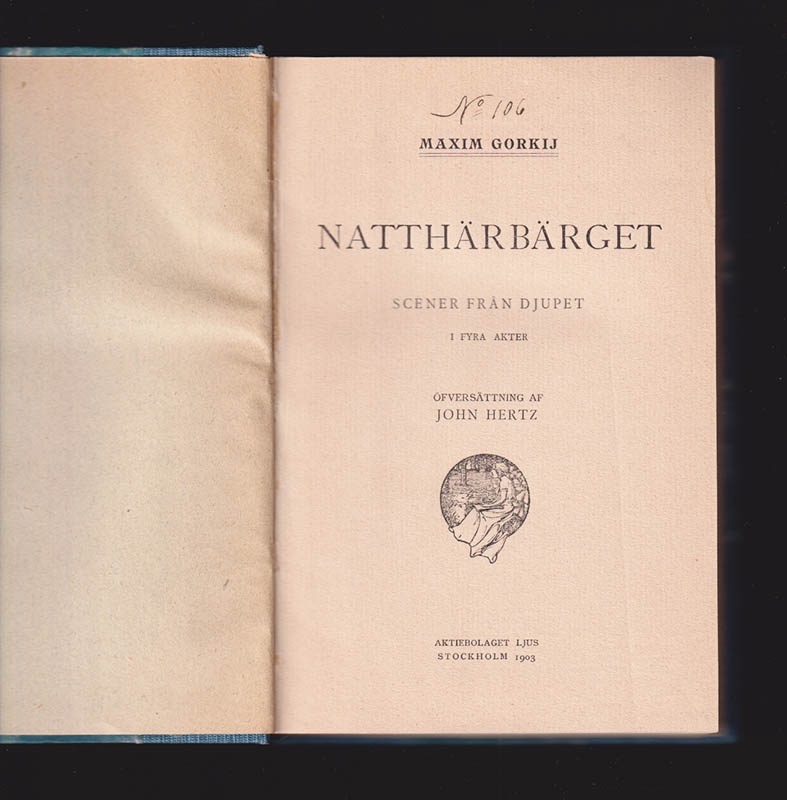 No 106
MAXIM GORKIJ
NATTHÄRBÄRGET
SCENER FRÅN DJUPET
I FYRA AKTER
ÖFVERSÄTTNING AF
JOHN HERTZ
AKTIEBOLAGET LJUS
STOCKHOLM 1903